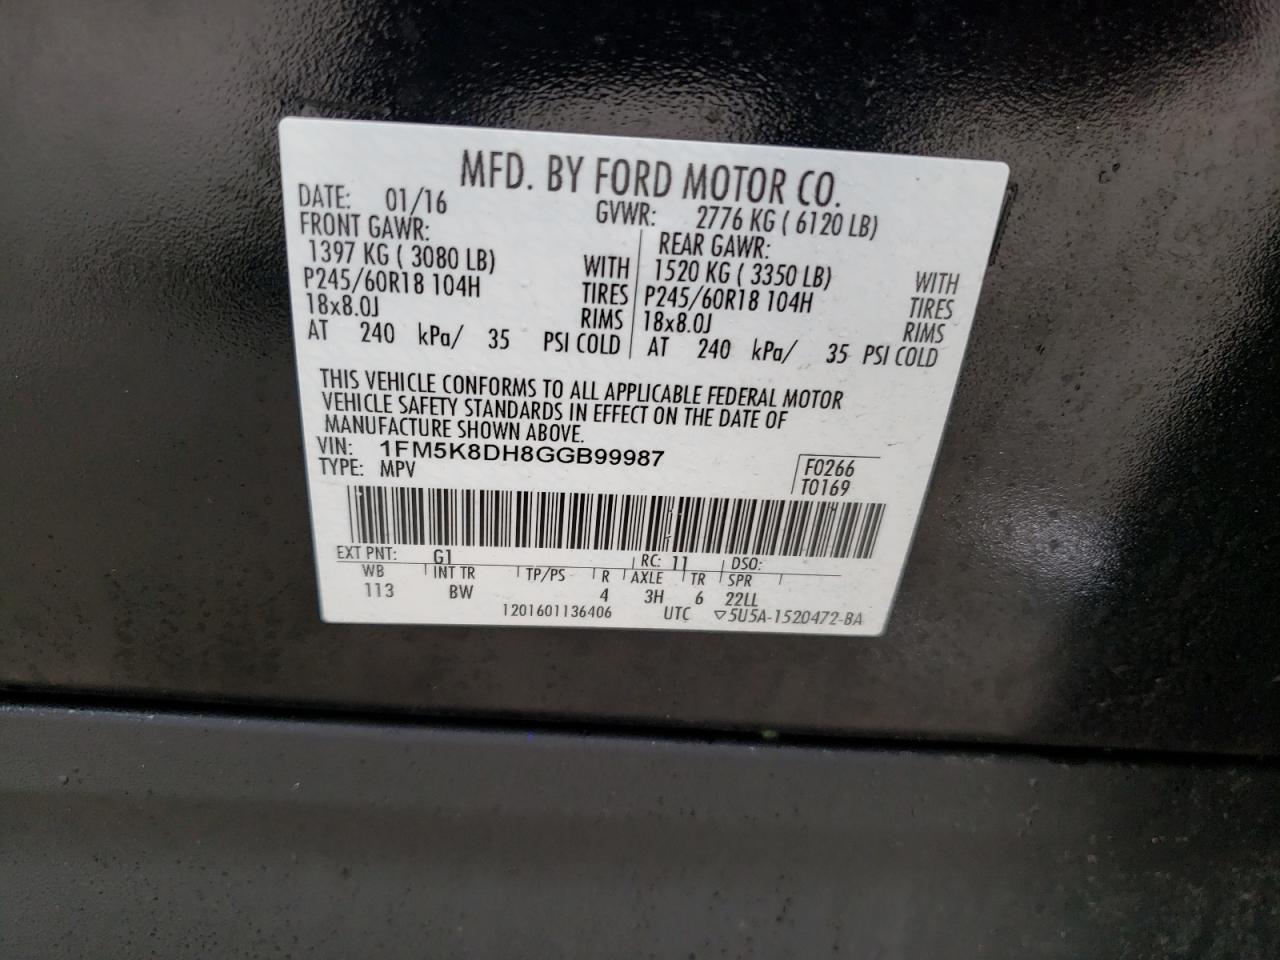 MFD. BY FORD MOTOR CO.
DATE: 01/16 GVWR: 2776 KG ( 6120 LB)
FRONT GAWR: REAR GAWR:
1397 KG ( 3080 LB) WITH 1520 KG ( 3350 LB) WITH
P245/60R18 104H TIRES P245/60R18 104H TIRES
18x8.0J RIMS 18x8.0J RIMS
AT 240 kPa/ 35 PSI COLD AT 240 kPa/ 35 PSI COLD
THIS VEHICLE CONFORMS TO ALL APPLICABLE FEDERAL MOTOR
VEHICLE SAFETY STANDARDS IN EFFECT ON THE DATE OF
MANUFACTURE SHOWN ABOVE.
VIN: 1FM5K8DH8GGB99987 F0266
TYPE: MPV T0169
EXT PNT: G1 RC: 11 DSO:
WB INT TR TP/PS R AXLE TR SPR
113 BW 4 3H 6 22LL
1201601136406 UTC ▽5U5A-1520472-BA